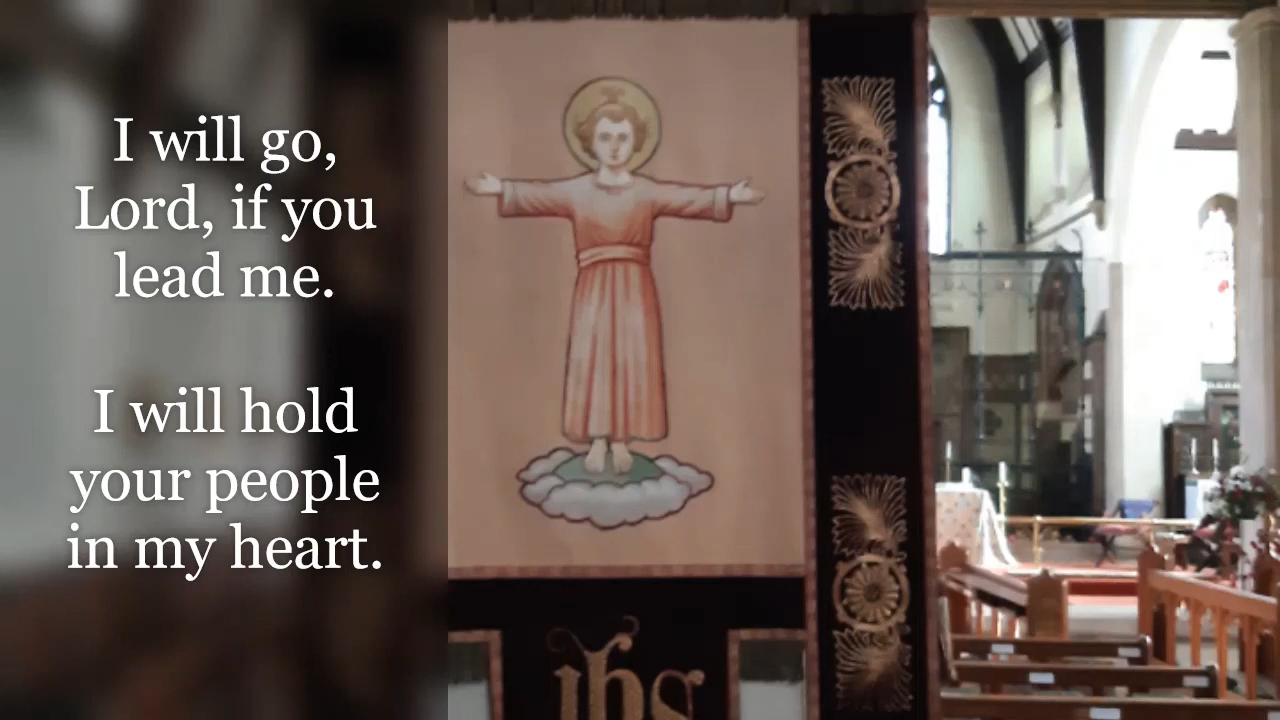 I will go,
Lord, if you
lead me.
I will hold
your people
in my heart.
ihs